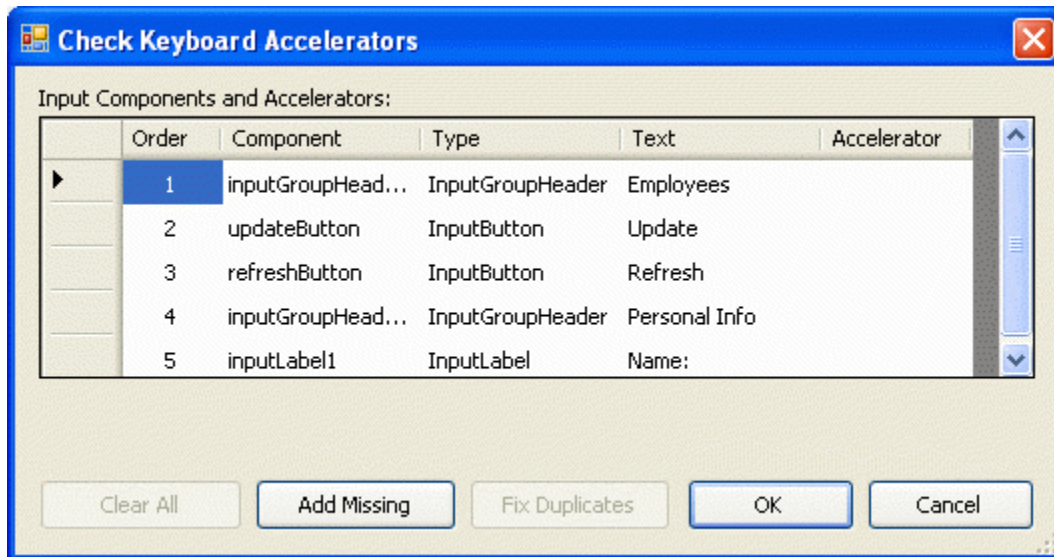 Check Keyboard Accelerators
Input Components and Accelerators:
Order Component Type Text Accelerator
1 inputGroupHead... InputGroupHeader Employees
2 updateButton InputButton Update
3 refreshButton InputButton Refresh
4 inputGroupHead... InputGroupHeader Personal Info
5 inputLabel1 InputLabel Name:
Clear All Add Missing Fix Duplicates OK Cancel